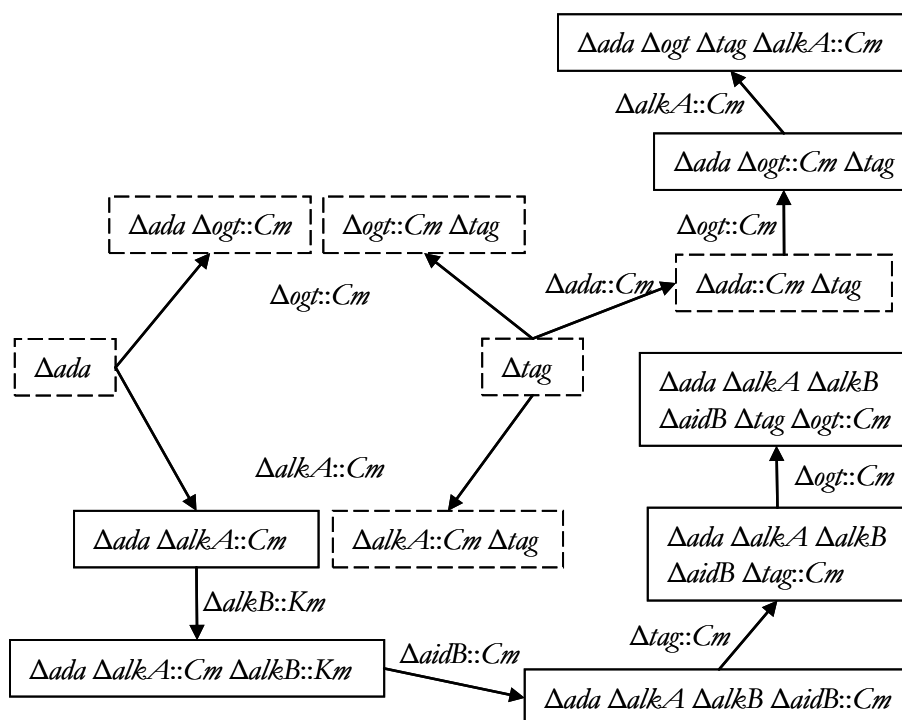 Δada Δogt Δtag ΔalkA::Cm
ΔalkA::Cm
Δada Δogt::Cm Δtag
Δada Δogt::Cm
Δogt::Cm Δtag
Δogt::Cm
Δogt::Cm
Δada::Cm
Δada::Cm Δtag
Δada
Δtag
Δada ΔalkA ΔalkB
ΔaidB Δtag Δogt::Cm
ΔalkA::Cm
Δogt::Cm
Δada ΔalkA::Cm
ΔalkA::Cm Δtag
Δada ΔalkA ΔalkB
ΔaidB Δtag::Cm
ΔalkB::Km
Δtag::Cm
Δada ΔalkA::Cm ΔalkB::Km
ΔaidB::Cm
Δada ΔalkA ΔalkB ΔaidB::Cm